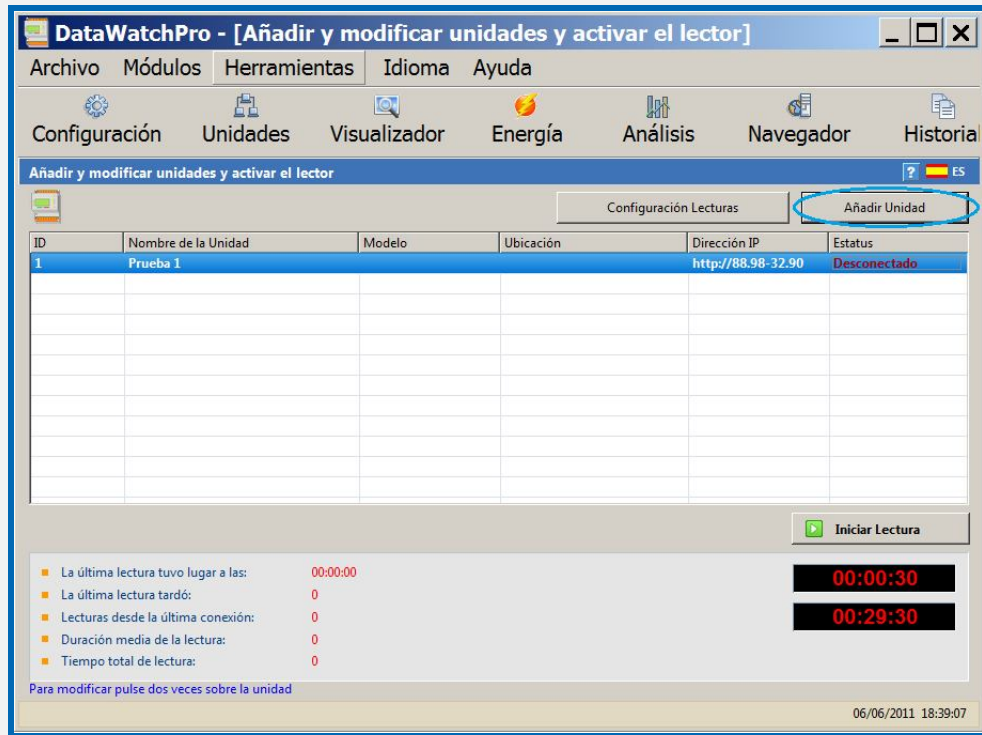 DataWatchPro - [Añadir y modificar unidades y activar el lector]
Archivo Módulos Herramientas Idioma Ayuda
Configuración Unidades Visualizador Energía Análisis Navegador Historial
Añadir y modificar unidades y activar el lector ? ES
Configuración Lecturas Añadir Unidad
ID Nombre de la Unidad Modelo Ubicación Dirección IP Estatus
1 Prueba 1 http://88.98-32.90 Desconectado
Iniciar Lectura
La última lectura tuvo lugar a las: 00:00:00 00:00:30
La última lectura tardó: 0
Lecturas desde la última conexión: 0 00:29:30
Duración media de la lectura: 0
Tiempo total de lectura: 0
Para modificar pulse dos veces sobre la unidad
06/06/2011 18:39:07